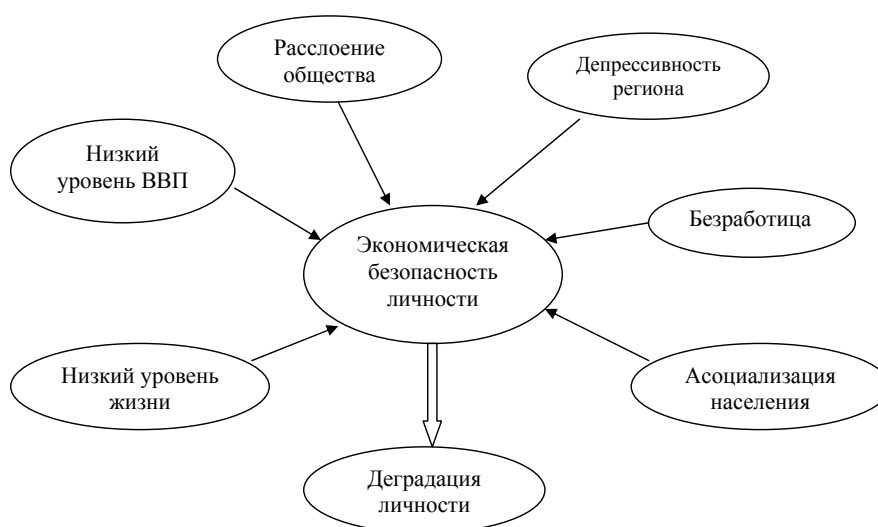 Расслоение
общества
Депрессивность
региона
Низкий
уровень ВВП
Безработица
Экономическая
безопасность
личности
Низкий уровень
жизни
Асоциализация
населения
Деградация
личности